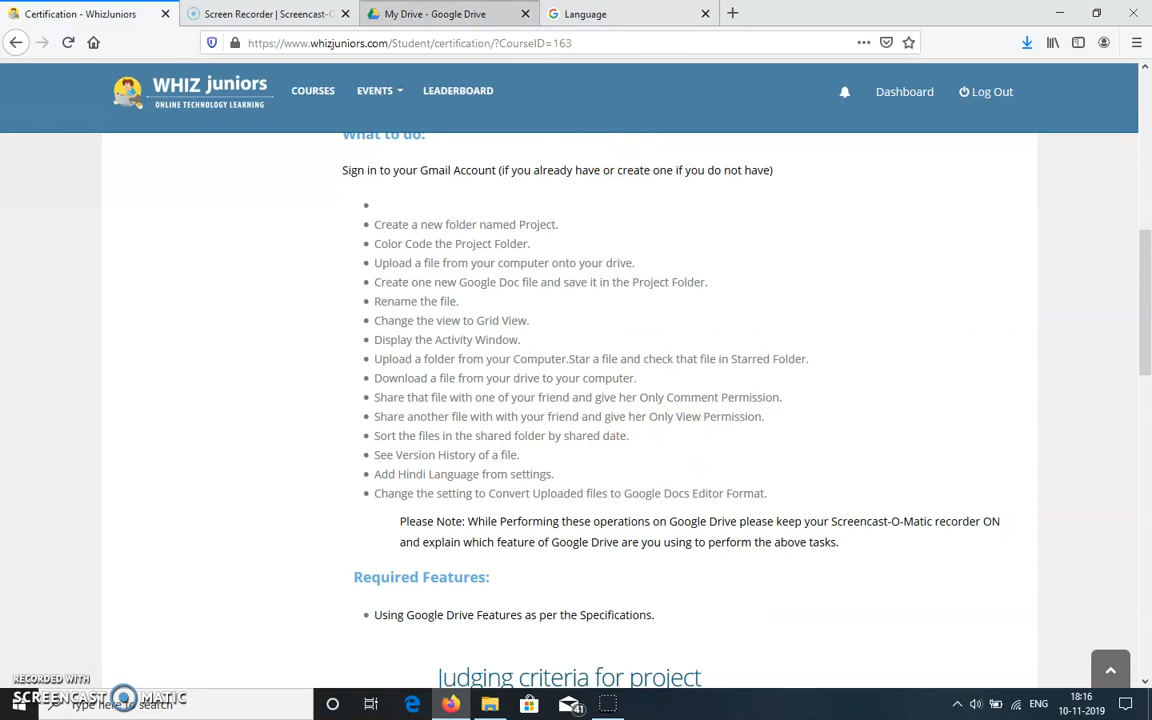 Certification - WhizJuniors
Screen Recorder | Screencast-O
My Drive - Google Drive
Language
https://www.whizjuniors.com/Student/certification/?CourseID=163
WHIZ juniors
ONLINE TECHNOLOGY LEARNING
COURSES
EVENTS
LEADERBOARD
Dashboard
Log Out
What to do:
Sign in to your Gmail Account (if you already have or create one if you do not have)
Create a new folder named Project.
Color Code the Project Folder.
Upload a file from your computer onto your drive.
Create one new Google Doc file and save it in the Project Folder.
Rename the file.
Change the view to Grid View.
Display the Activity Window.
Upload a folder from your Computer.Star a file and check that file in Starred Folder.
Download a file from your drive to your computer.
Share that file with one of your friend and give her Only Comment Permission.
Share another file with with your friend and give her Only View Permission.
Sort the files in the shared folder by shared date.
See Version History of a file.
Add Hindi Language from settings.
Change the setting to Convert Uploaded files to Google Docs Editor Format.
Please Note: While Performing these operations on Google Drive please keep your Screencast-O-Matic recorder ON
and explain which feature of Google Drive are you using to perform the above tasks.
Required Features:
Using Google Drive Features as per the Specifications.
Judging criteria for project
RECORDED WITH
SCREENCAST MATIC
Type here to search
41
ENG
18:16
10-11-2019